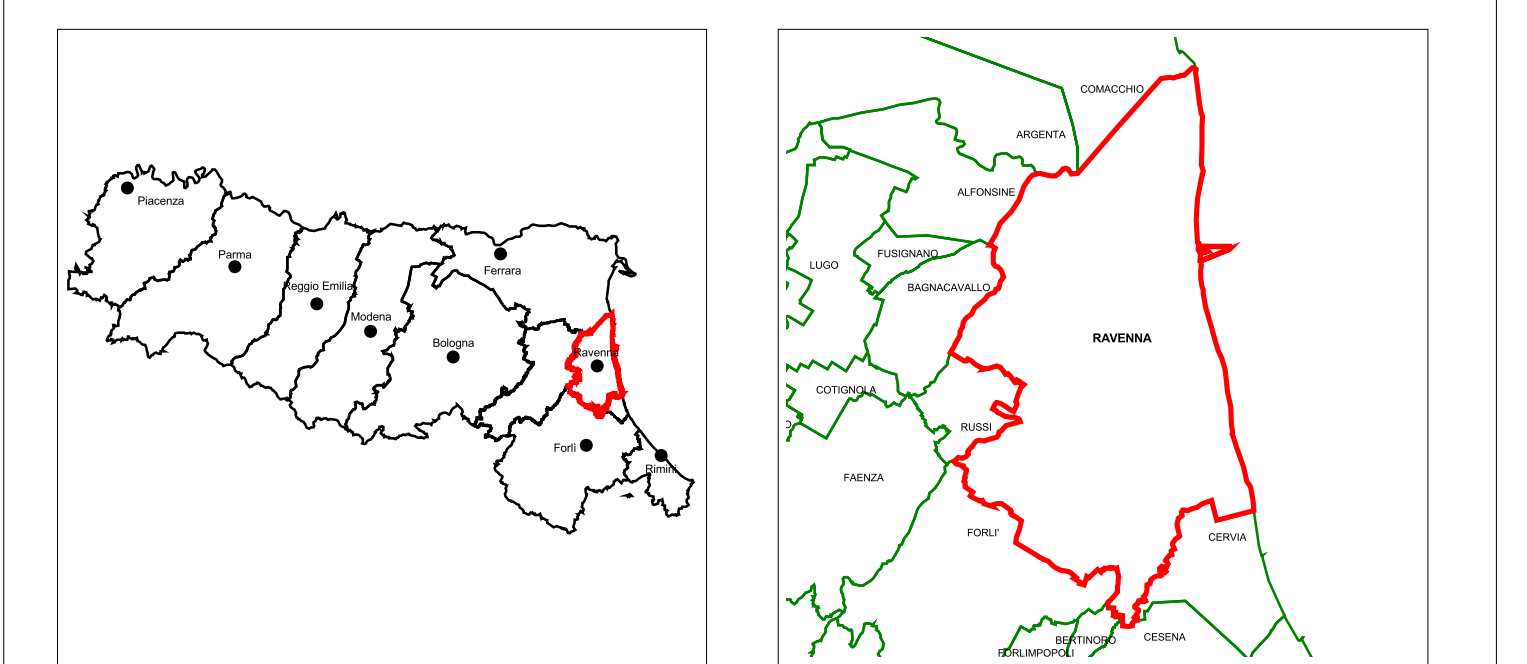 Piacenza
Parma
Reggio Emilia
Modena
Bologna
Ferrara
Ravenna
Forlì
Rimini
COMACCHIO
ARGENTA
ALFONSINE
FUSIGNANO
LUGO
BAGNACAVALLO
RAVENNA
COTIGNOLA
RUSSI
FAENZA
FORLI'
CERVIA
BERTINORO
CESENA
FORLIMPOPOLI